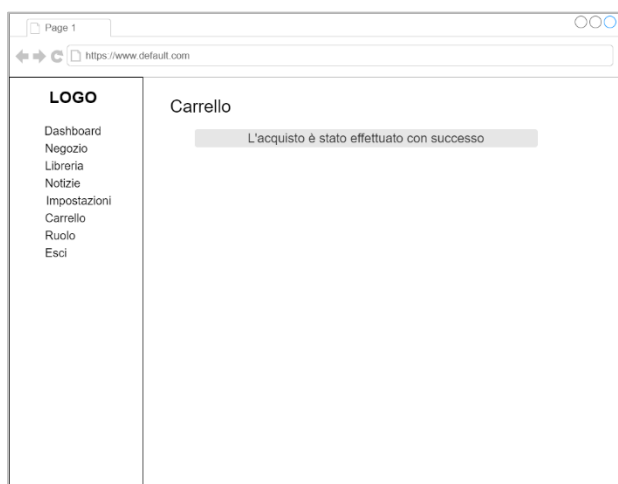 Page 1
https://www.default.com
LOGO
Dashboard
Negozio
Libreria
Notizie
Impostazioni
Carrello
Ruolo
Esci
Carrello
L'acquisto è stato effettuato con successo